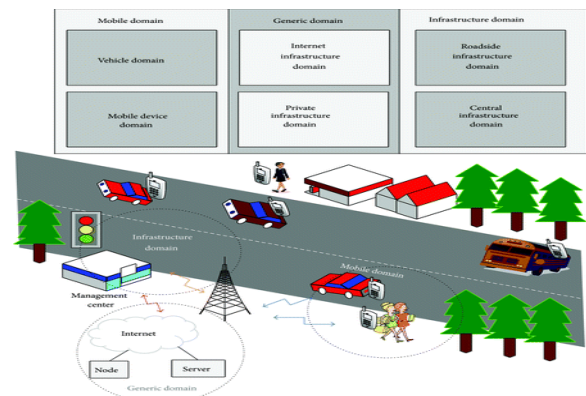 Mobile domain
Generic domain
Infrastructure domain
Vehicle domain
Internet
infrastructure
domain
Roadside
infrastructure
domain
Mobile device
domain
Private
infrastructure
domain
Central
infrastructure
domain
Infrastructure
domain
Mobile domain
Management
center
Internet
Node
Server
Generic domain